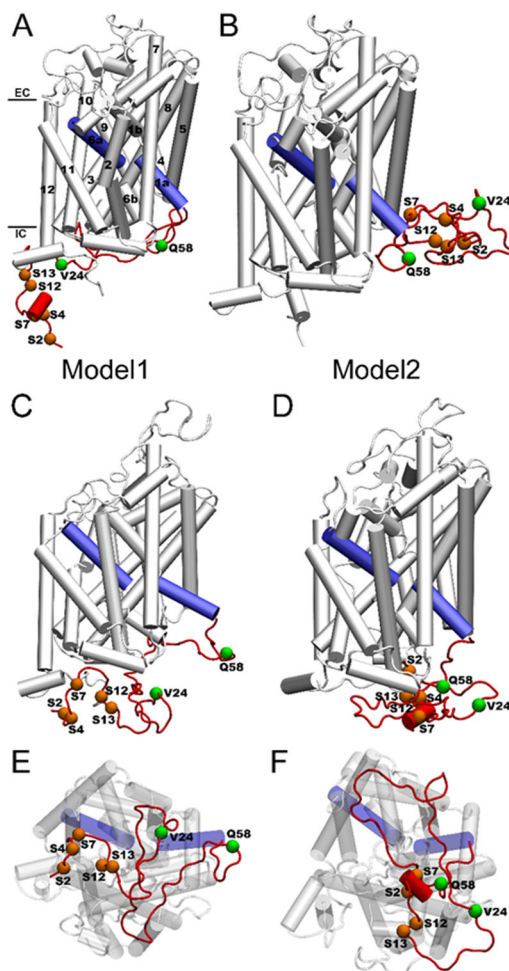 A
B
EC
7
10
8
9
1b
5
6a
2
4
11
3
1a
12
6b
IC
Q58
S13
V24
S12
S7
S4
S2
S7
S4
V24
S12
S2
S13
Q58
Model1
Model2
C
D
Q58
S7
S12
V24
S2
S13
S4
S2
Q58
S13
S4
V24
S12
S7
E
F
V24
Q58
S7
S13
S4
S2
S12
S7
S2
Q58
V24
S12
S13